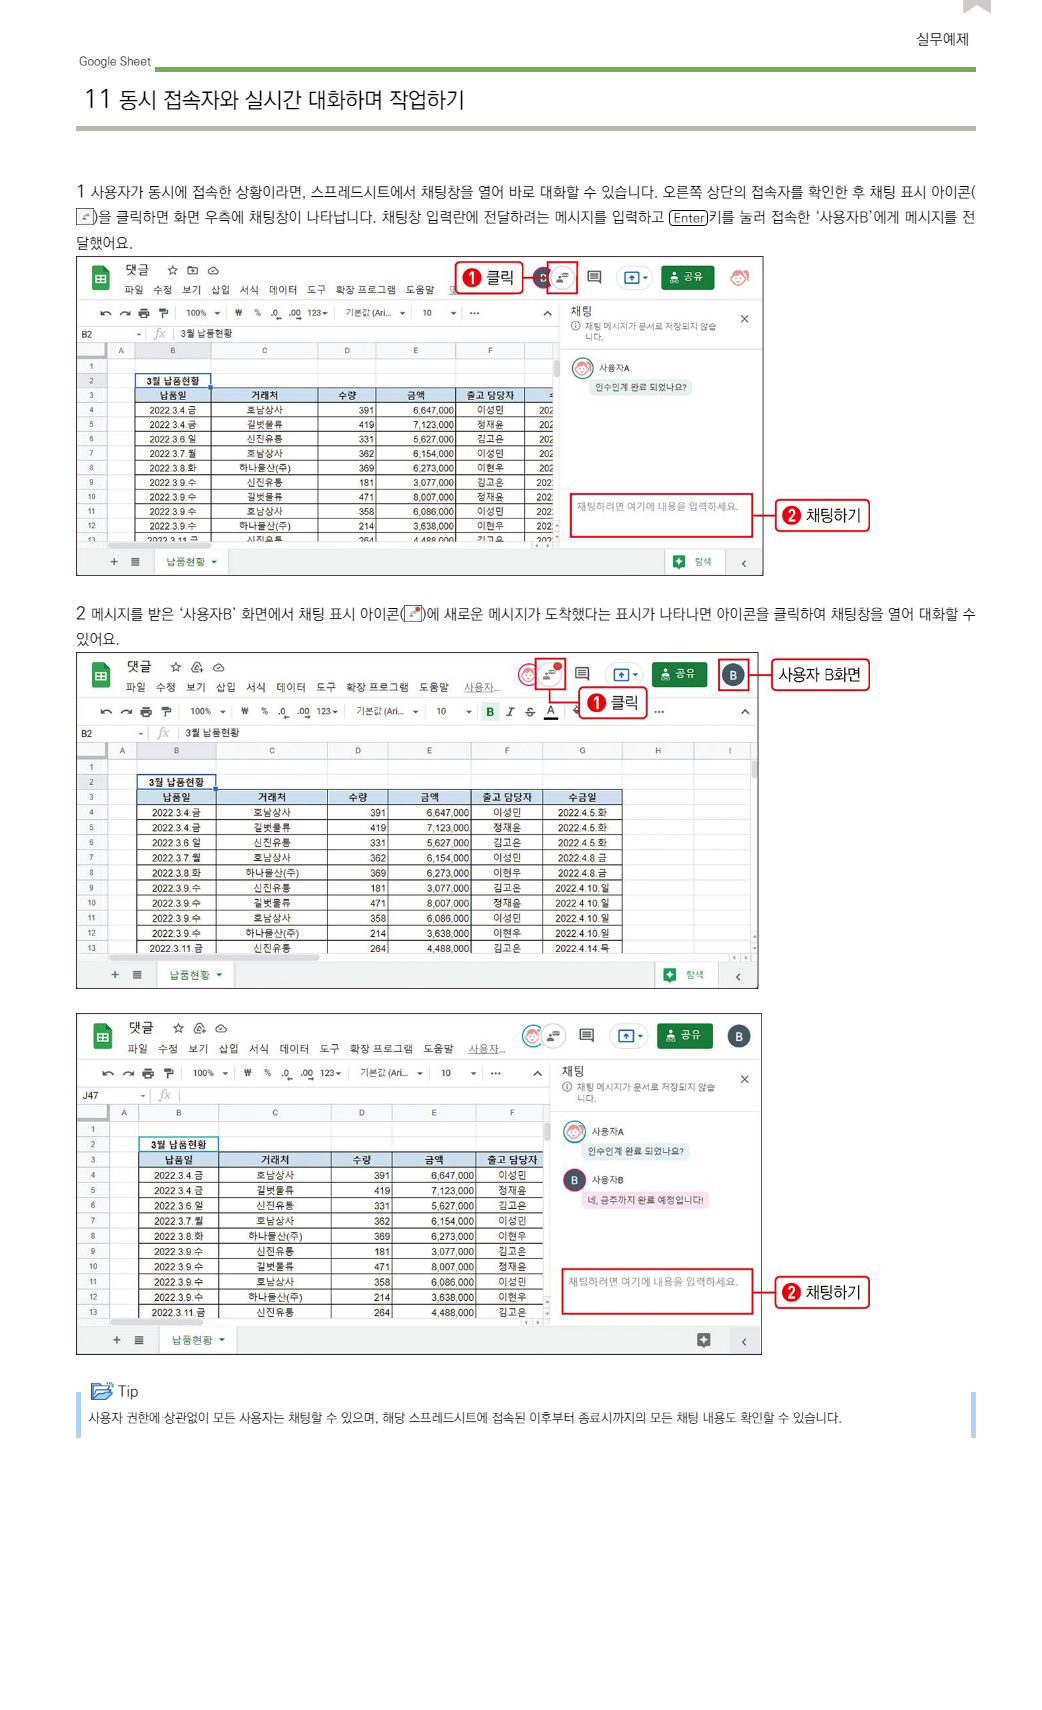 실무예제
Google Sheet
11 동시 접속자와 실시간 대화하며 작업하기
1 사용자가 동시에 접속한 상황이라면, 스프레드시트에서 채팅창을 열어 바로 대화할 수 있습니다. 오른쪽 상단의 접속자를 확인한 후 채팅 표시 아이콘(
)을 클릭하면 화면 우측에 채팅창이 나타납니다. 채팅창 입력란에 전달하려는 메시지를 입력하고 Enter키를 눌러 접속한 ‘사용자B’에게 메시지를 전
달했어요.
댓글
1 클릭
공유
파일 수정 보기 삽입 서식 데이터 도구 확장 프로그램 도움말
100% ₩ % .0 .00 123 기본값 (Ari... 10 ...
B2 fx 3월 납품현황
채팅
채팅 메시지가 문서로 저장되지 않습
니다.
A B C D E F
1
2 3월 납품현황
3 납품일 거래처 수량 금액 출고 담당자
4 2022.3.4.금 호남상사 391 6,647,000 이성민 202
5 2022.3.4.금 길벗물류 419 7,123,000 정재윤 202
6 2022.3.6.일 신진유통 331 5,627,000 김고은 202
7 2022.3.7.월 호남상사 362 6,154,000 이성민 202
8 2022.3.8.화 하나물산(주) 369 6,273,000 이현우 202
9 2022.3.9.수 신진유통 181 3,077,000 김고은 202
10 2022.3.9.수 길벗물류 471 8,007,000 정재윤 202
11 2022.3.9.수 호남상사 358 6,086,000 이성민 202
12 2022.3.9.수 하나물산(주) 214 3,638,000 이현우 202
13 2022.3.11.금 신진유통 264 4,488,000 김고은 202
사용자A
인수인계 완료 되었나요?
채팅하려면 여기에 내용을 입력하세요.
2 채팅하기
+ 납품현황 탐색
2 메시지를 받은 ‘사용자B’ 화면에서 채팅 표시 아이콘( )에 새로운 메시지가 도착했다는 표시가 나타나면 아이콘을 클릭하여 채팅창을 열어 대화할 수
있어요.
댓글
공유 B
사용자 B화면
파일 수정 보기 삽입 서식 데이터 도구 확장 프로그램 도움말 사용자...
1 클릭
100% ₩ % .0 .00 123 기본값 (Ari... 10 B I S A ...
B2 fx 3월 납품현황
A B C D E F G H I
1
2 3월 납품현황
3 납품일 거래처 수량 금액 출고 담당자 수금일
4 2022.3.4.금 호남상사 391 6,647,000 이성민 2022.4.5.화
5 2022.3.4.금 길벗물류 419 7,123,000 정재윤 2022.4.5.화
6 2022.3.6.일 신진유통 331 5,627,000 김고은 2022.4.5.화
7 2022.3.7.월 호남상사 362 6,154,000 이성민 2022.4.8.금
8 2022.3.8.화 하나물산(주) 369 6,273,000 이현우 2022.4.8.금
9 2022.3.9.수 신진유통 181 3,077,000 김고은 2022.4.10.일
10 2022.3.9.수 길벗물류 471 8,007,000 정재윤 2022.4.10.일
11 2022.3.9.수 호남상사 358 6,086,000 이성민 2022.4.10.일
12 2022.3.9.수 하나물산(주) 214 3,638,000 이현우 2022.4.10.일
13 2022.3.11.금 신진유통 264 4,488,000 김고은 2022.4.14.목
+ 납품현황 탐색
댓글
공유 B
파일 수정 보기 삽입 서식 데이터 도구 확장 프로그램 도움말 사용자...
100% ₩ % .0 .00 123 기본값 (Ari... 10 ...
J47 fx
채팅
채팅 메시지가 문서로 저장되지 않습
니다.
A B C D E F
1
2 3월 납품현황
3 납품일 거래처 수량 금액 출고 담당자
4 2022.3.4.금 호남상사 391 6,647,000 이성민
5 2022.3.4.금 길벗물류 419 7,123,000 정재윤
6 2022.3.6.일 신진유통 331 5,627,000 김고은
7 2022.3.7.월 호남상사 362 6,154,000 이성민
8 2022.3.8.화 하나물산(주) 369 6,273,000 이현우
9 2022.3.9.수 신진유통 181 3,077,000 김고은
10 2022.3.9.수 길벗물류 471 8,007,000 정재윤
11 2022.3.9.수 호남상사 358 6,086,000 이성민
12 2022.3.9.수 하나물산(주) 214 3,638,000 이현우
13 2022.3.11.금 신진유통 264 4,488,000 김고은
사용자A
인수인계 완료 되었나요?
B 사용자B
네, 금주까지 완료 예정입니다!
채팅하려면 여기에 내용을 입력하세요.
2 채팅하기
+ 납품현황
Tip
사용자 권한에 상관없이 모든 사용자는 채팅할 수 있으며, 해당 스프레드시트에 접속된 이후부터 종료시까지의 모든 채팅 내용도 확인할 수 있습니다.